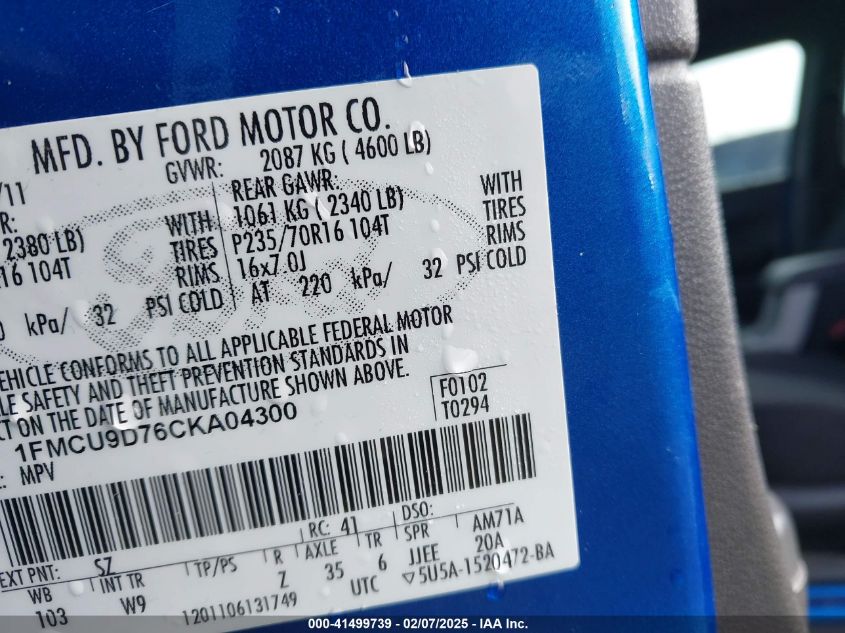 MFD. BY FORD MOTOR CO.
/11 GVWR: 2087 KG ( 4600 LB)
R: REAR GAWR:
2380 LB) WITH 1061 KG ( 2340 LB) WITH
16 104T TIRES P235/70R16 104T TIRES
RIMS 16x7.0J RIMS
0 kPa/ 32 PSI COLD AT 220 kPa/ 32 PSI COLD
VEHICLE CONFORMS TO ALL APPLICABLE FEDERAL MOTOR
LE SAFETY AND THEFT PREVENTION STANDARDS IN
CT ON THE DATE OF MANUFACTURE SHOWN ABOVE.
F0102
T0294
1FMCU9D76CKA04300
: MPV
EXT PNT: SZ RC: 41 DSO:
WB INT TR TP/PS R AXLE TR SPR AM71A
103 W9 Z 35 6 JJEE 20A
1201106131749 UTC ▽5U5A-1520472-BA
000-41499739 - 02/07/2025 - IAA Inc.